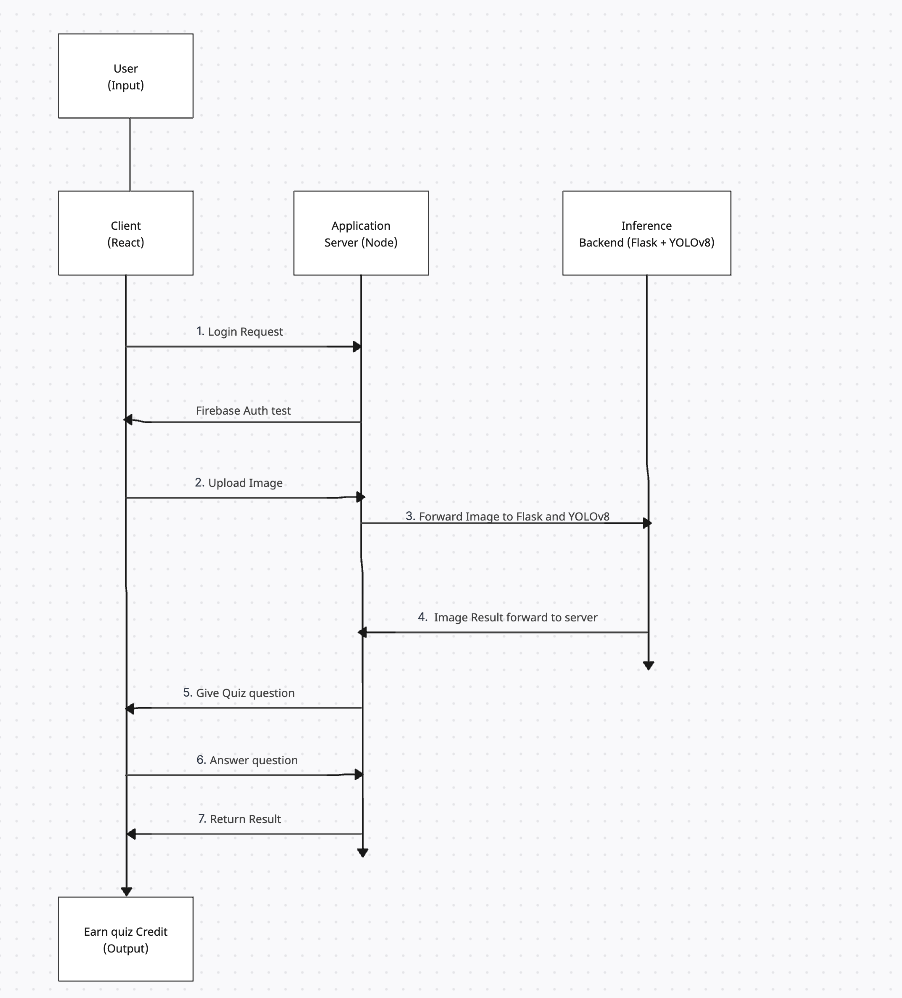 User
(Input)
Client
(React)
Application
Server (Node)
Inference
Backend (Flask + YOLOv8)
1. Login Request
Firebase Auth test
2. Upload Image
3. Forward Image to Flask and YOLOv8
4. Image Result forward to server
5. Give Quiz question
6. Answer question
7. Return Result
Earn quiz Credit
(Output)